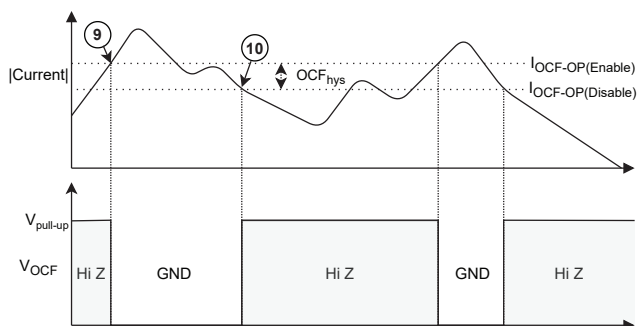 9
10
|Current|
OCFhys
IOCF-OP(Enable)
IOCF-OP(Disable)
Vpull-up
VOCF
Hi Z
GND
Hi Z
GND
Hi Z